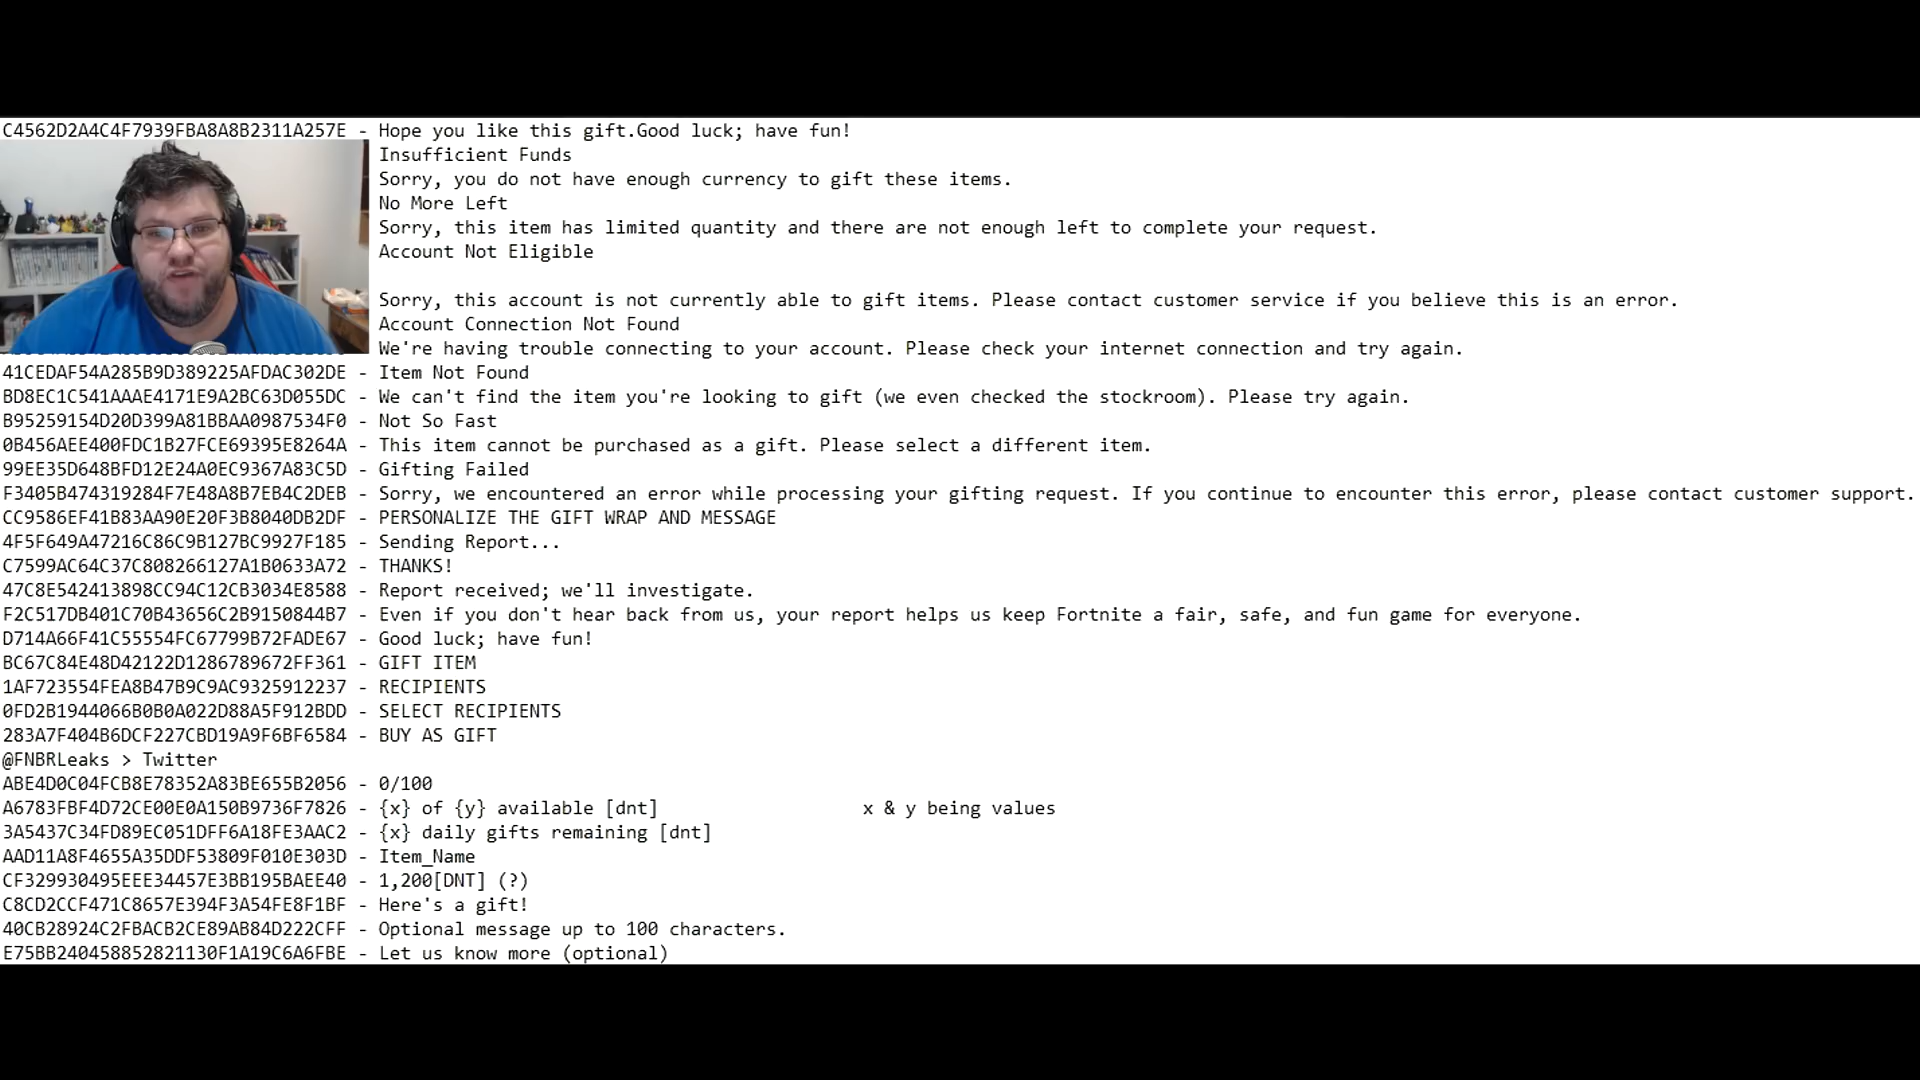 C4562D2A4C4F7939FBA8A8B2311A257E - Hope you like this gift.Good luck; have fun!
Insufficient Funds
Sorry, you do not have enough currency to gift these items.
No More Left
Sorry, this item has limited quantity and there are not enough left to complete your request.
Account Not Eligible
Sorry, this account is not currently able to gift items. Please contact customer service if you believe this is an error.
Account Connection Not Found
We're having trouble connecting to your account. Please check your internet connection and try again.
41CEDAF54A285B9D389225AFDAC302DE - Item Not Found
BD8EC1C541AAAE4171E9A2BC63D055DC - We can't find the item you're looking to gift (we even checked the stockroom). Please try again.
B95259154D20D399A81BBAA0987534F0 - Not So Fast
0B456AEE400FDC1B27FCE69395E8264A - This item cannot be purchased as a gift. Please select a different item.
99EE35D648BFD12E24A0EC9367A83C5D - Gifting Failed
F3405B474319284F7E48A8B7EB4C2DEB - Sorry, we encountered an error while processing your gifting request. If you continue to encounter this error, please contact customer support.
CC9586EF41B83AA90E20F3B8040DB2DF - PERSONALIZE THE GIFT WRAP AND MESSAGE
4F5F649A47216C86C9B127BC9927F185 - Sending Report...
C7599AC64C37C808266127A1B0633A72 - THANKS!
47C8E542413898CC94C12CB3034E8588 - Report received; we'll investigate.
F2C517DB401C70B43656C2B9150844B7 - Even if you don't hear back from us, your report helps us keep Fortnite a fair, safe, and fun game for everyone.
D714A66F41C55554FC67799B72FADE67 - Good luck; have fun!
BC67C84E48D42122D1286789672FF361 - GIFT ITEM
1AF723554FEA8B47B9C9AC9325912237 - RECIPIENTS
0FD2B1944066B0B0A022D88A5F912BDD - SELECT RECIPIENTS
283A7F404B6DCF227CBD19A9F6BF6584 - BUY AS GIFT
@FNBRLeaks > Twitter
ABE4D0C04FCB8E78352A83BE655B2056 - 0/100
A6783FBF4D72CE00E0A150B9736F7826 - {x} of {y} available [dnt] x & y being values
3A5437C34FD89EC051DFF6A18FE3AAC2 - {x} daily gifts remaining [dnt]
AAD11A8F4655A35DDF53809F010E303D - Item_Name
CF329930495EEE34457E3BB195BAEE40 - 1,200[DNT] (?)
C8CD2CCF471C8657E394F3A54FE8F1BF - Here's a gift!
40CB28924C2FBACB2CE89AB84D222CFF - Optional message up to 100 characters.
E75BB240458852821130F1A19C6A6FBE - Let us know more (optional)